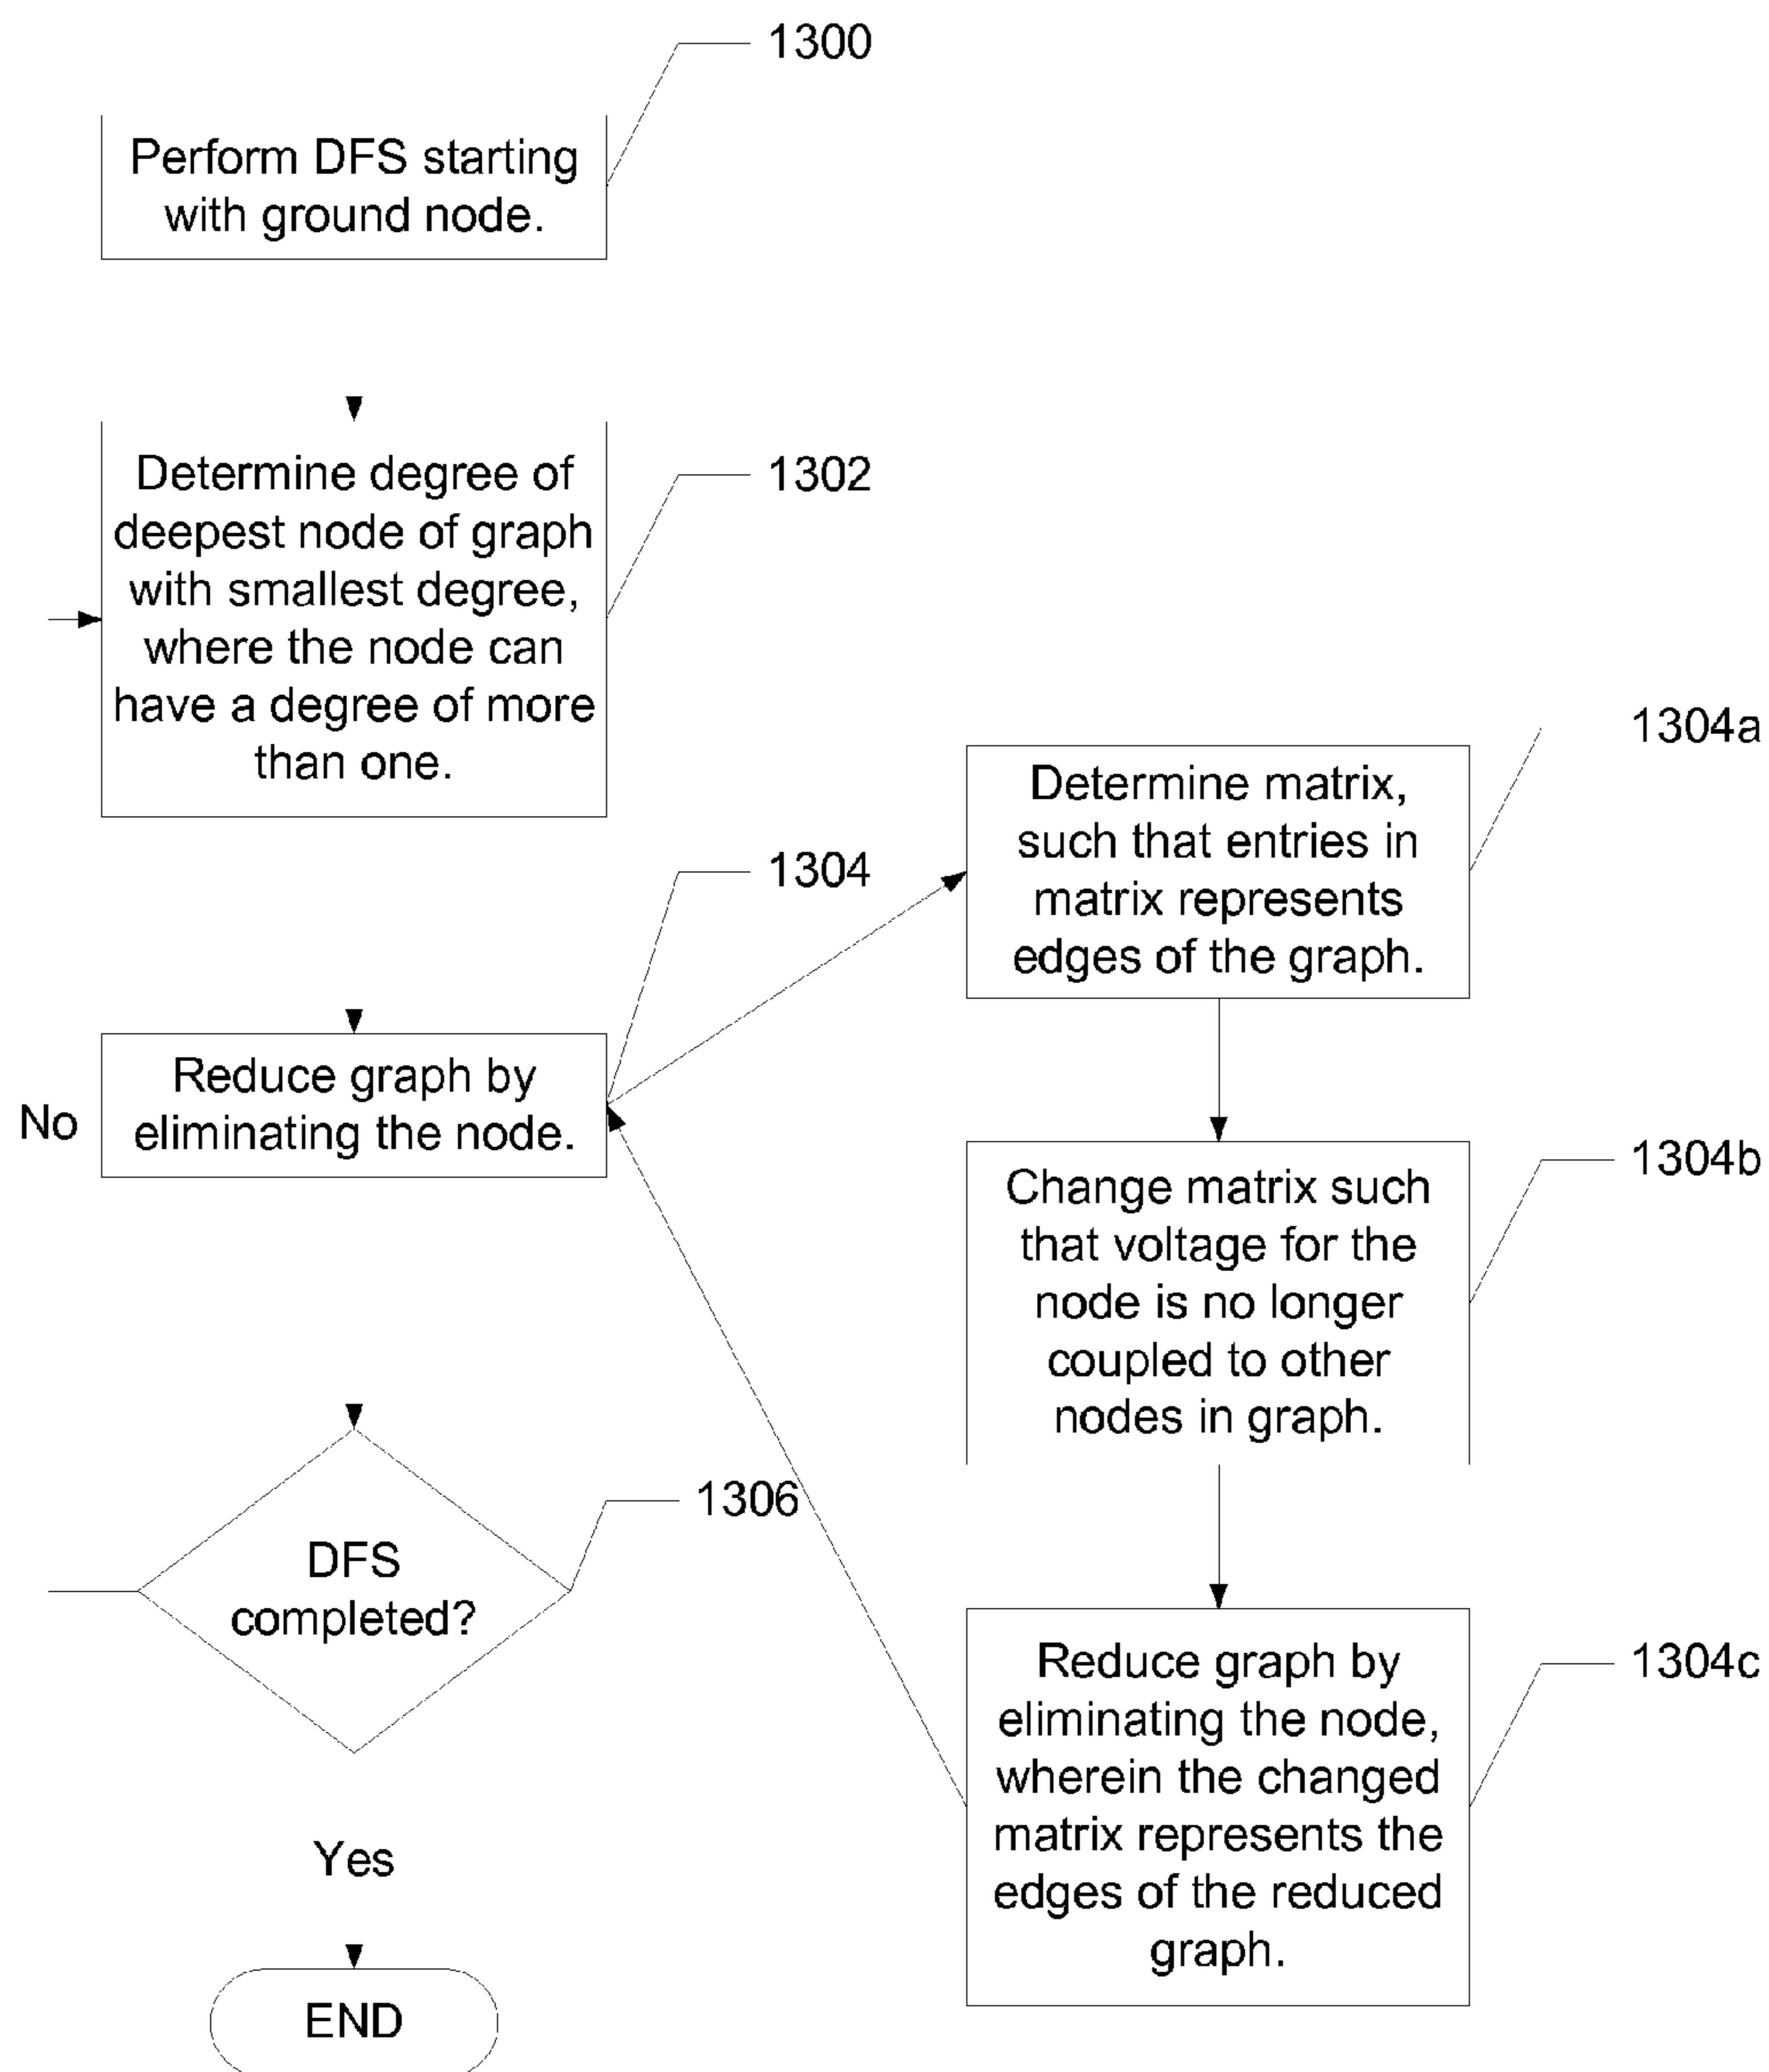 1300
Perform DFS starting
with ground node.
1302
Determine degree of
deepest node of graph
with smallest degree,
where the node can
have a degree of more
than one.
1304
Reduce graph by
eliminating the node.
No
1304a
Determine matrix,
such that entries in
matrix represents
edges of the graph.
1304b
Change matrix such
that voltage for the
node is no longer
coupled to other
nodes in graph.
1306
DFS
completed?
1304c
Reduce graph by
eliminating the node,
wherein the changed
matrix represents the
edges of the reduced
graph.
Yes
END